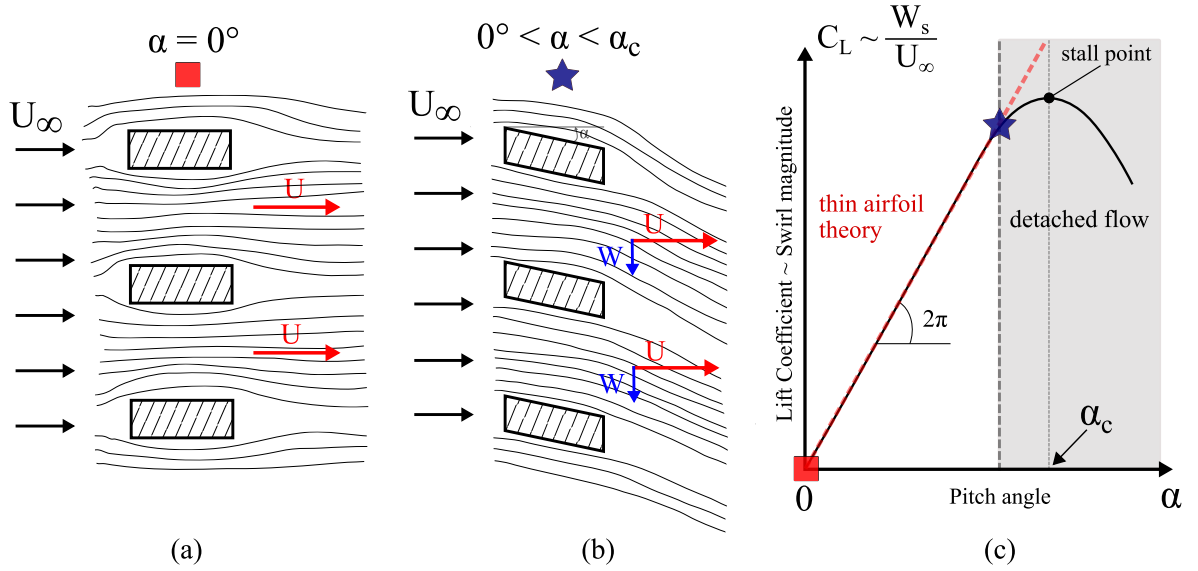 α = 0°
U∞
U
U
(a)
0° < α < αc
U∞
α
U
W
U
W
(b)
CL ~ Ws
U∞
stall point
Lift Coefficient ~ Swirl magnitude
thin airfoil
theory
detached flow
2π
αc
0
Pitch angle
α
(c)